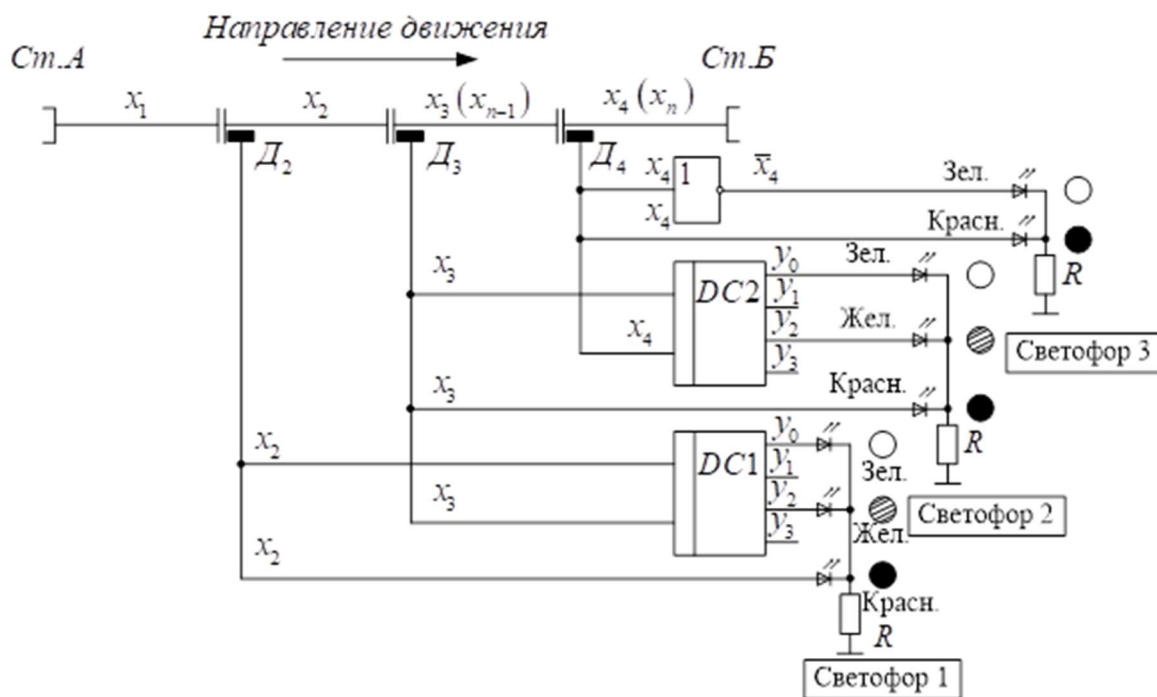 Направление движения
Ст.А
Ст.Б
x₁
x₂
x₃ (xₙ₋₁)
x₄ (xₙ)
Д₂
Д₃
Д₄
x₄
1
x̄₄
Зел.
x₄
Красн.
R
x₃
DC2
y₀
Зел.
y₁
x₄
y₂
Жел.
y₃
Светофор 3
x₃
Красн.
R
x₂
DC1
y₀
y₁
Зел.
x₃
y₂
y₃
Жел.
Светофор 2
x₂
Красн.
R
Светофор 1